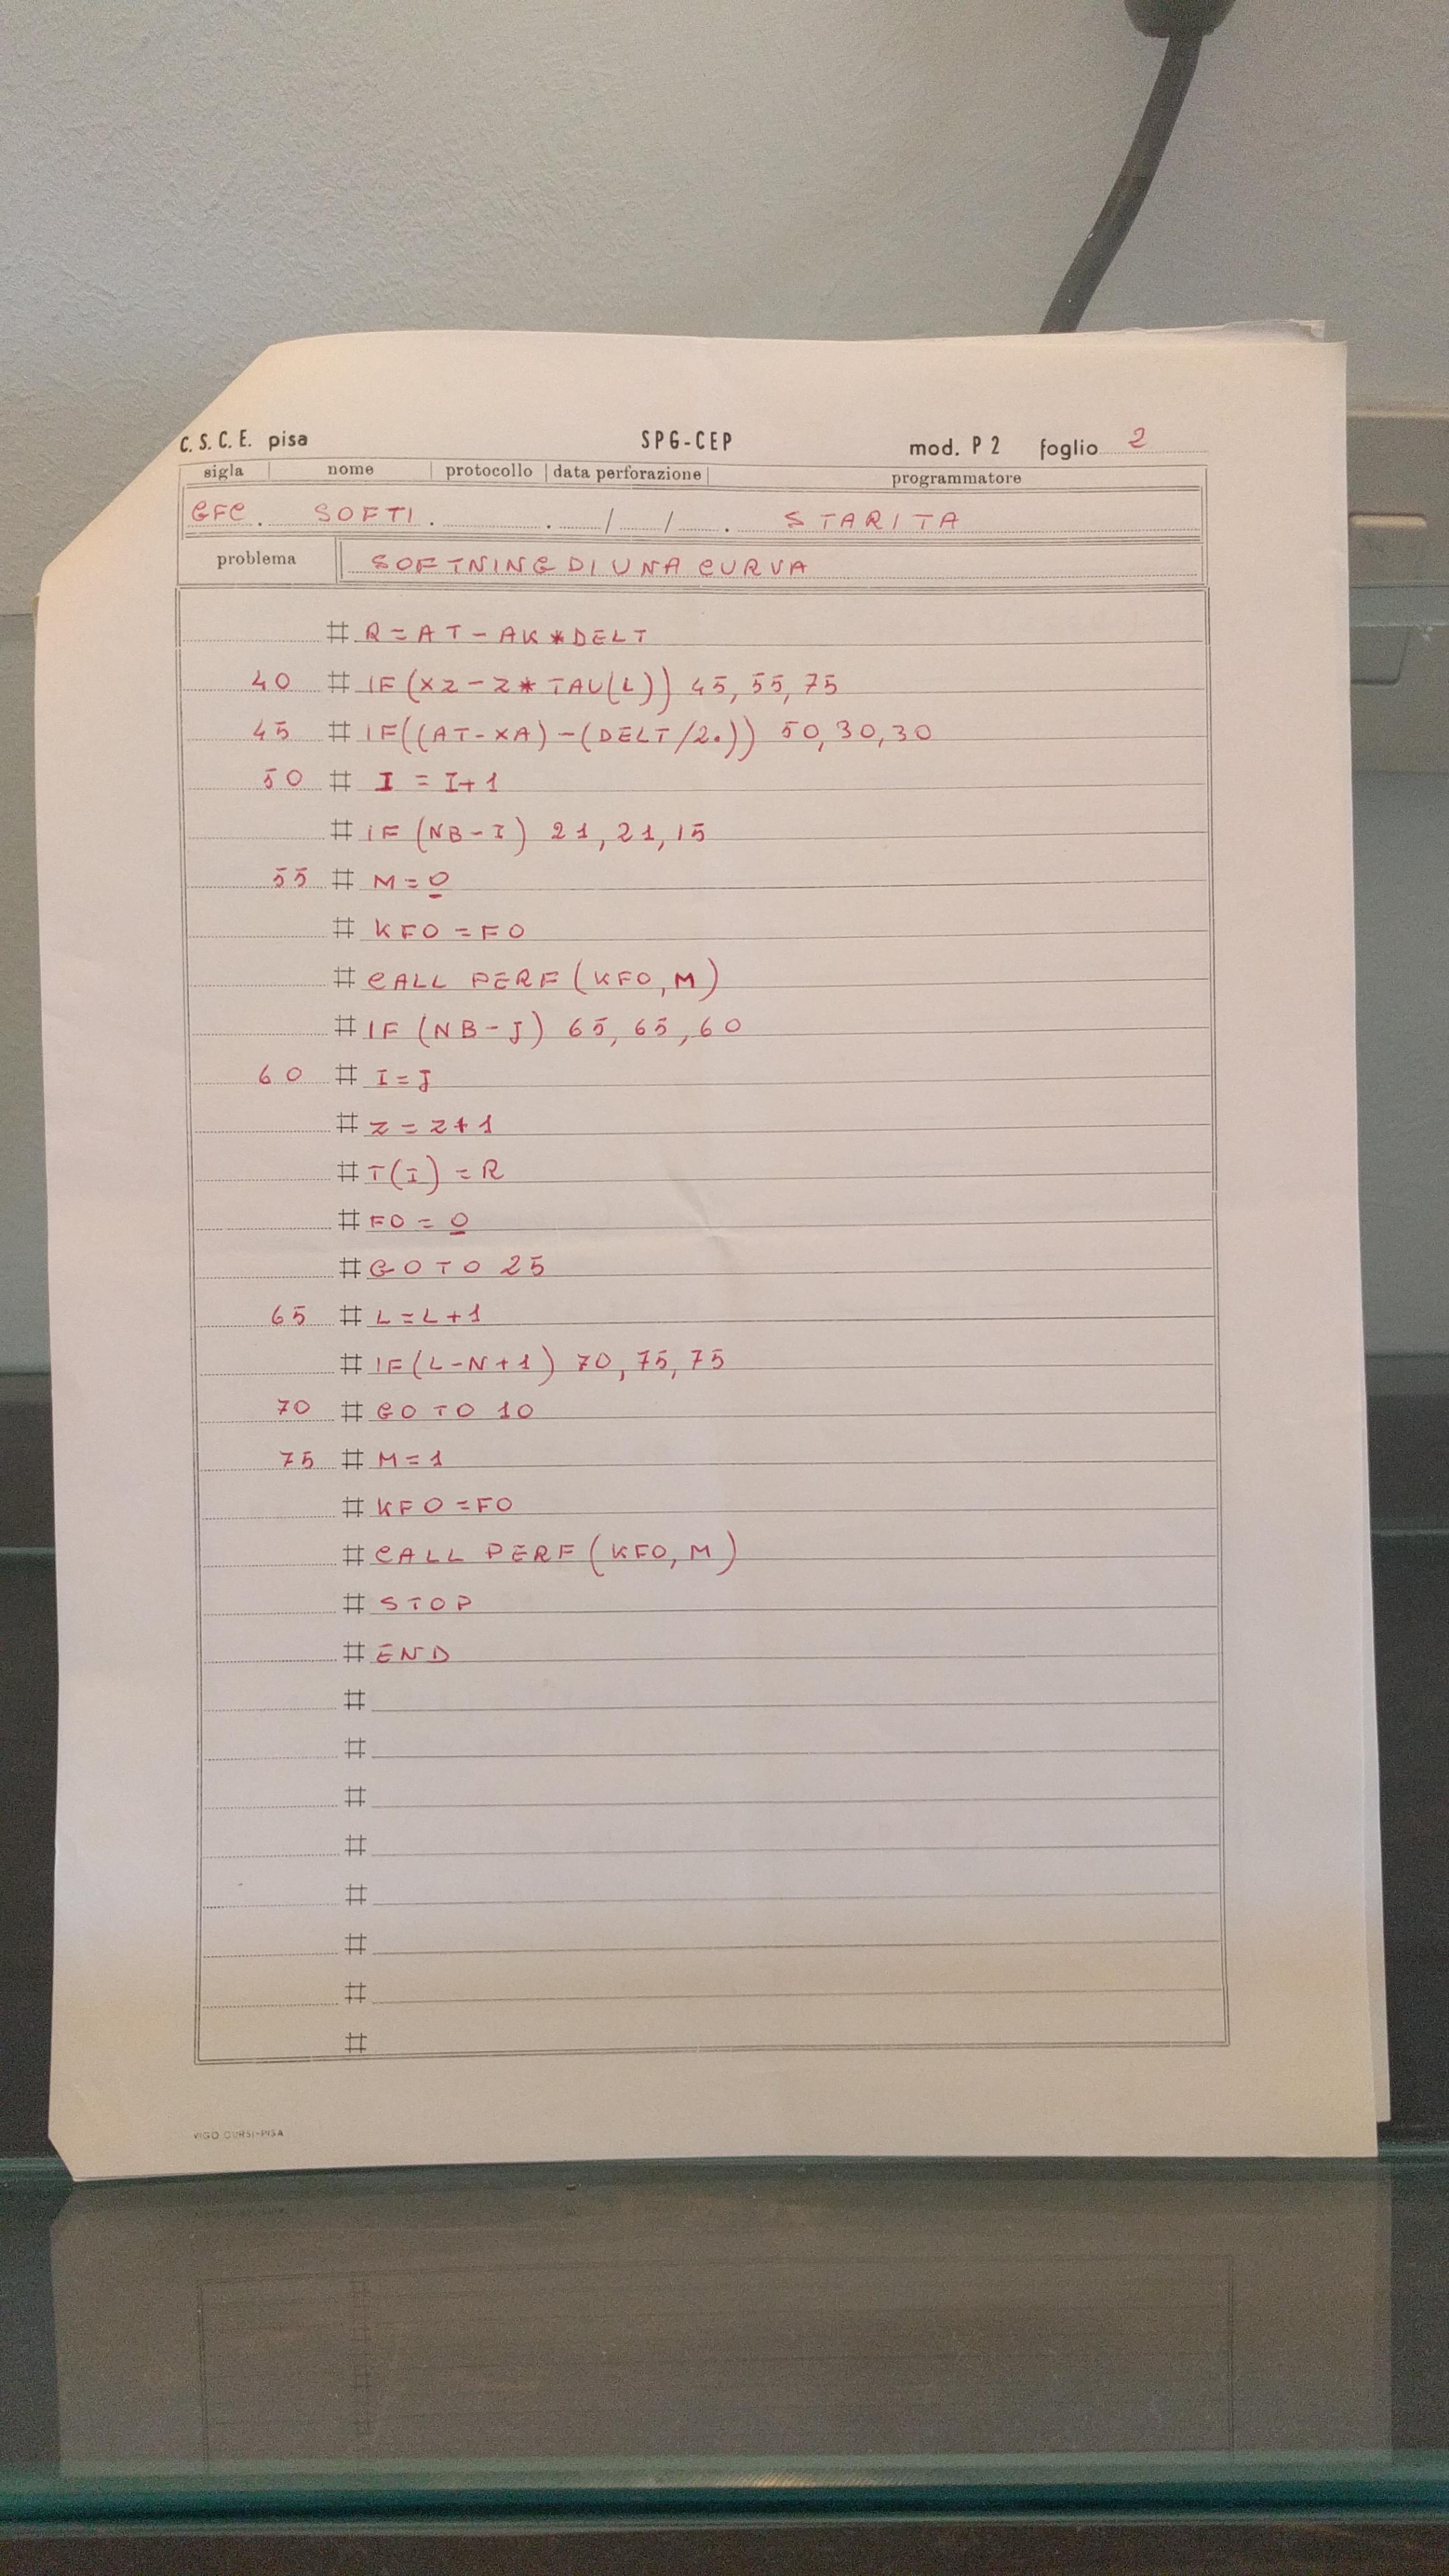 C. S. C. E. pisa SPG-CEP mod. P 2 foglio 2
sigla nome protocollo data perforazione programmatore
GFC. SOFTI. . / / . STARITA
problema SOFTNING DI UNA CURVA
# R=AT-AK*DELT
40 # IF(XZ-Z*TAU(L)) 45,55,75
45 # IF((AT-XA)-(DELT/2.)) 50,30,30
50 # I=I+1
# IF(NB-I) 21,21,15
55 # M=0
# KFO=FO
# CALL PERF(KFO,M)
# IF(NB-J) 65,65,60
60 # I=J
# Z=Z+1
# T(I)=R
# FO=0
# GO TO 25
65 # L=L+1
# IF(L-N+1) 70,75,75
70 # GO TO 10
75 # M=1
# KFO=FO
# CALL PERF(KFO,M)
# STOP
# END
#
#
#
#
#
#
#
#
VIGO CURSI-PISA